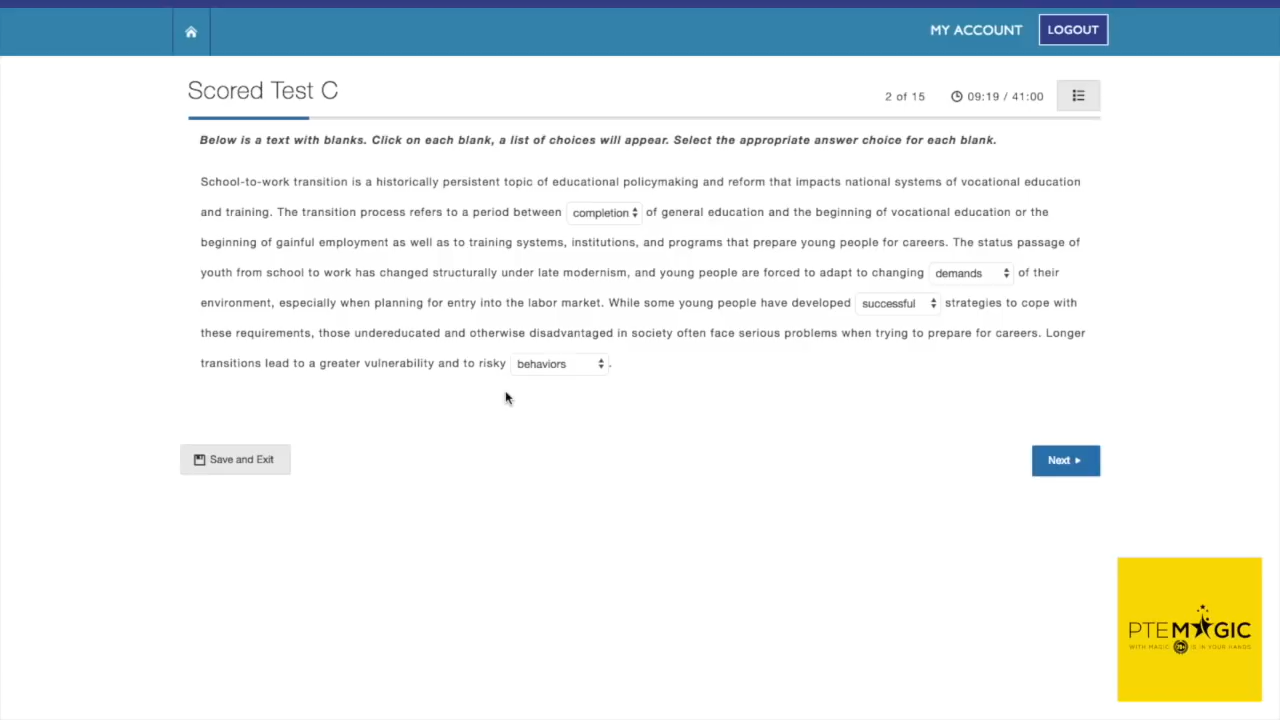 MY ACCOUNT LOGOUT
Scored Test C
2 of 15 09:19 / 41:00
Below is a text with blanks. Click on each blank, a list of choices will appear. Select the appropriate answer choice for each blank.
School-to-work transition is a historically persistent topic of educational policymaking and reform that impacts national systems of vocational education
and training. The transition process refers to a period between completion of general education and the beginning of vocational education or the
beginning of gainful employment as well as to training systems, institutions, and programs that prepare young people for careers. The status passage of
youth from school to work has changed structurally under late modernism, and young people are forced to adapt to changing demands of their
environment, especially when planning for entry into the labor market. While some young people have developed successful strategies to cope with
these requirements, those undereducated and otherwise disadvantaged in society often face serious problems when trying to prepare for careers. Longer
transitions lead to a greater vulnerability and to risky behaviors .
Save and Exit
Next
PTEMAGIC
WITH MAGIC IS IN YOUR HANDS